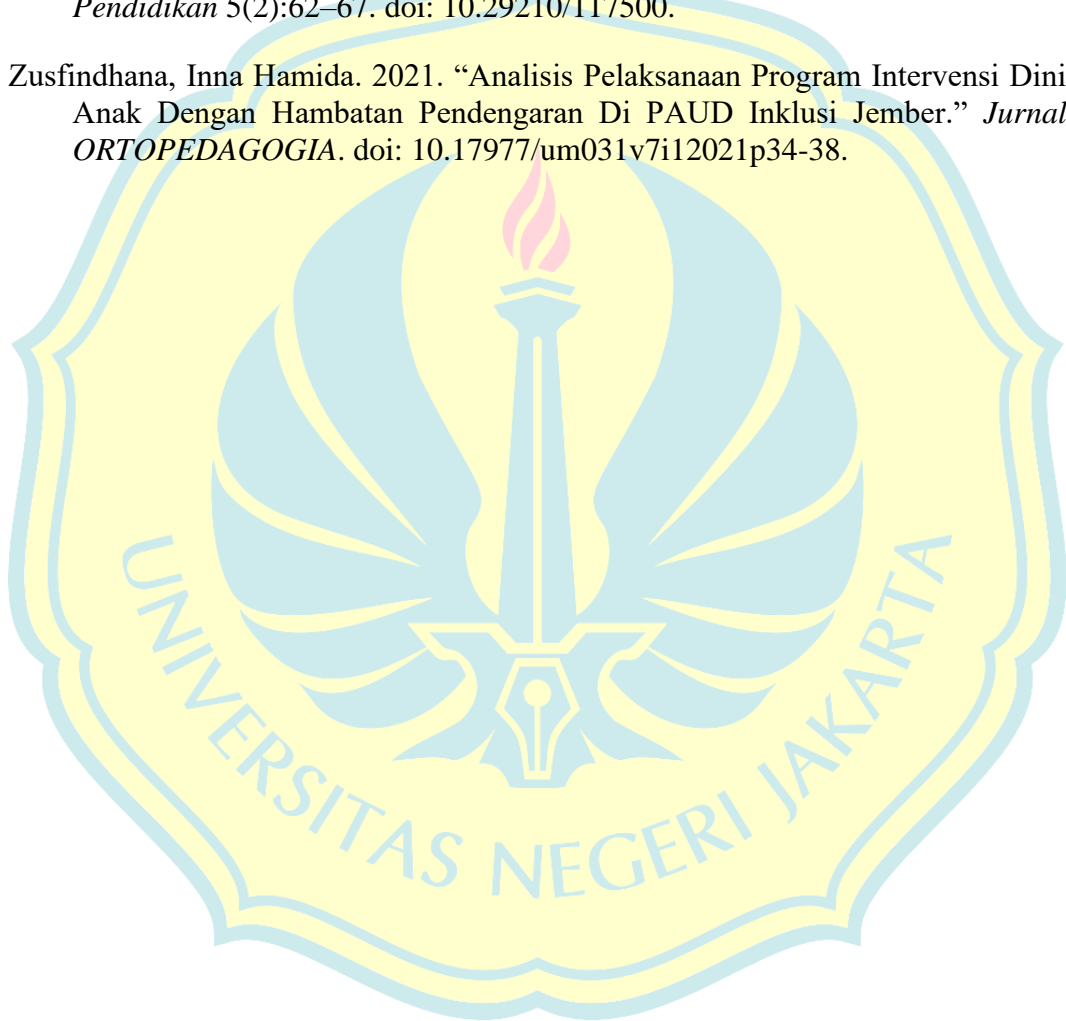 Pendidikan 5(2):62–67. doi: 10.29210/117500.
Zusfindhana, Inna Hamida. 2021. “Analisis Pelaksanaan Program Intervensi Dini
Anak Dengan Hambatan Pendengaran Di PAUD Inklusi Jember.” Jurnal
ORTOPEDAGOGIA. doi: 10.17977/um031v7i12021p34-38.
UNIVERSITAS NEGERI JAKARTA